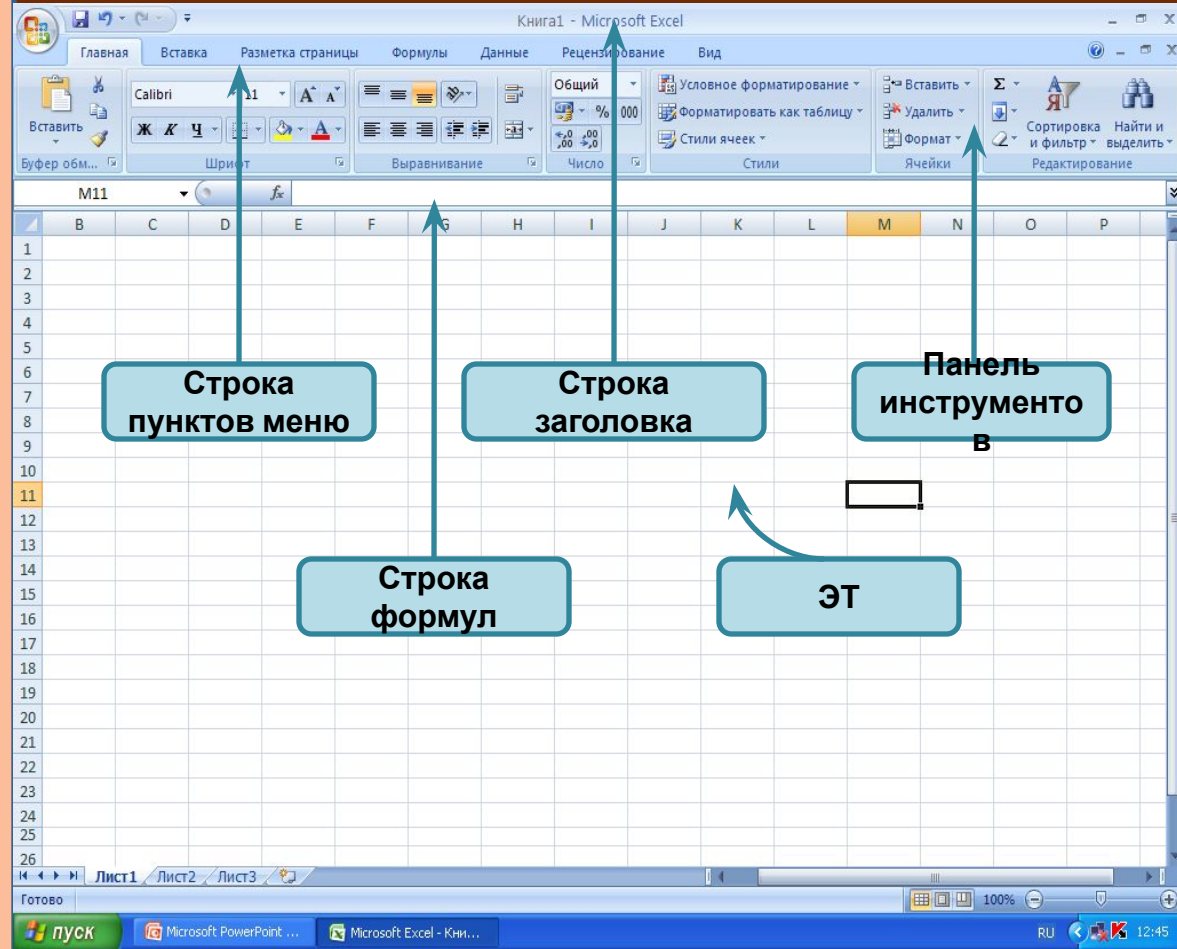 Книга1 - Microsoft Excel
Главная Вставка Разметка страницы Формулы Данные Рецензирование Вид
Calibri 11 Общий Условное форматирование Вставить Σ
% 000 Форматировать как таблицу Удалить
Вставить Ж К Ч Стили ячеек Формат Сортировка и фильтр Найти и выделить
Буфер обм... Шрифт Выравнивание Число Стили Ячейки Редактирование
M11 fx
B C D E F G H I J K L M N O P
1
2
3
4
5
6
7
8
9
10
11
12
13
14
15
16
17
18
19
20
21
22
23
24
25
26
Строка
пунктов меню
Строка
заголовка
Панель
инструменто
в
Строка
формул
ЭТ
Лист1 Лист2 Лист3
Готово 100%
пуск Microsoft PowerPoint ... Microsoft Excel - Кни... RU 12:45